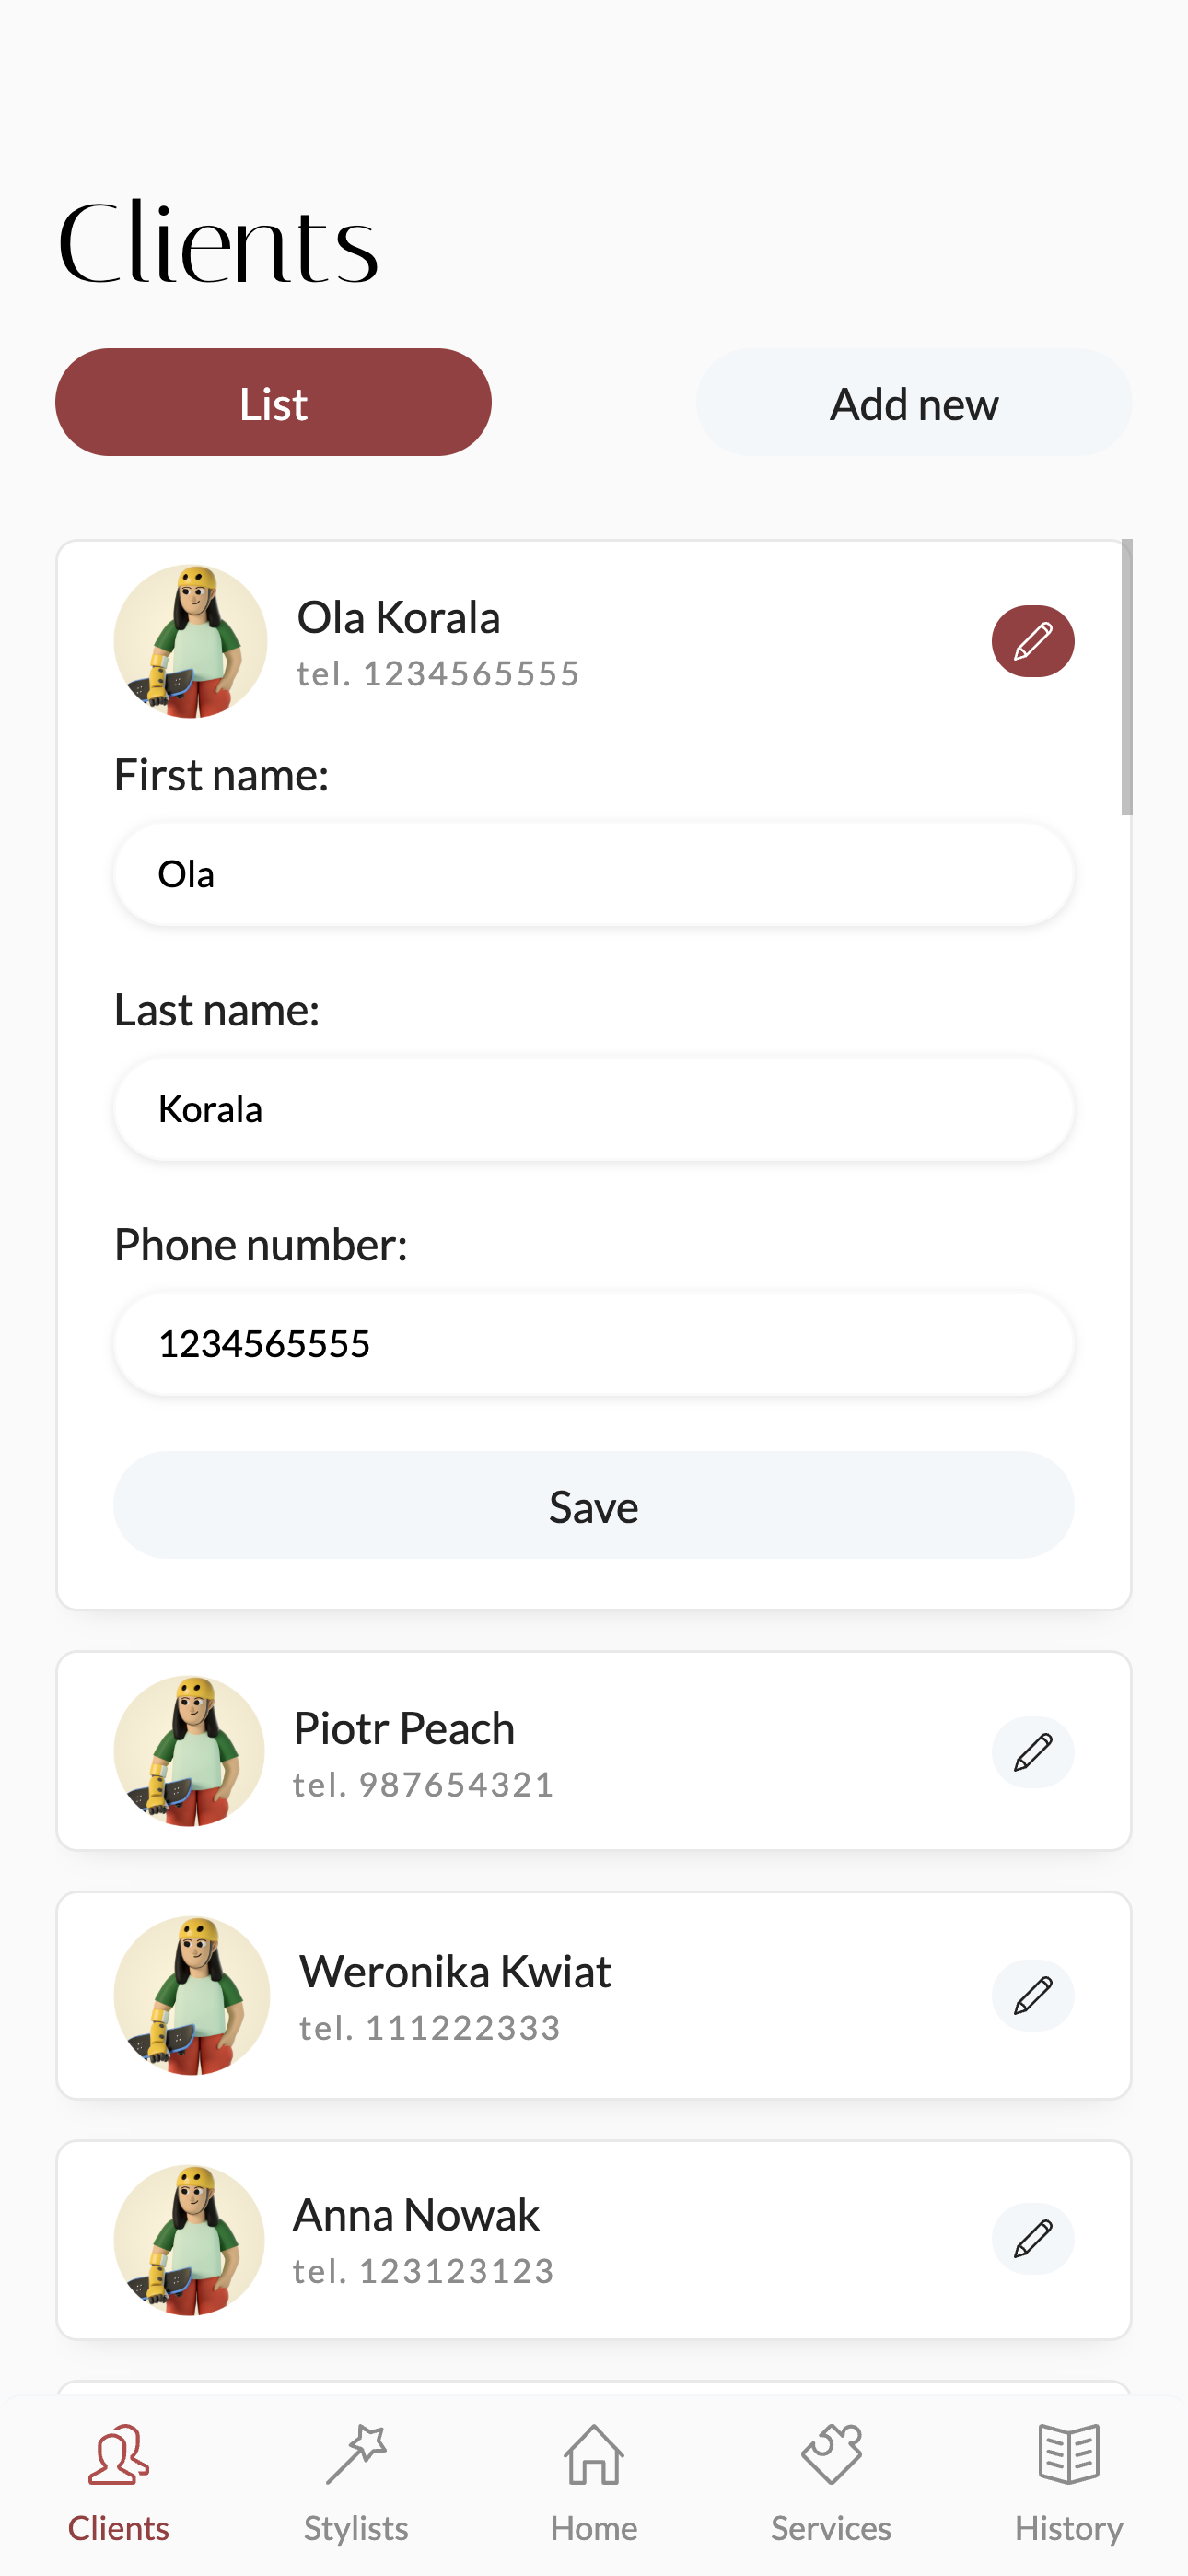 Clients
List
Add new
Ola Korala
tel. 1234565555
First name:
Ola
Last name:
Korala
Phone number:
1234565555
Save
Piotr Peach
tel. 987654321
Weronika Kwiat
tel. 111222333
Anna Nowak
tel. 123123123
Clients
Stylists
Home
Services
History